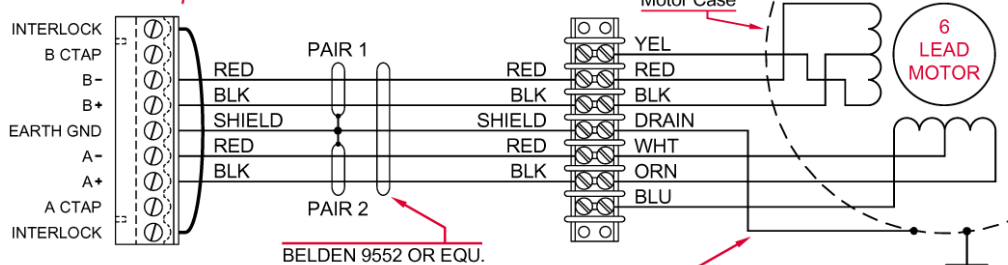 Motor Case
INTERLOCK
B CTAP
B-
B+
EARTH GND
A-
A+
A CTAP
INTERLOCK
PAIR 1
RED
BLK
SHIELD
RED
BLK
PAIR 2
BELDEN 9552 OR EQU.
RED
BLK
SHIELD
RED
BLK
YEL
RED
BLK
DRAIN
WHT
ORN
BLU
6
LEAD
MOTOR